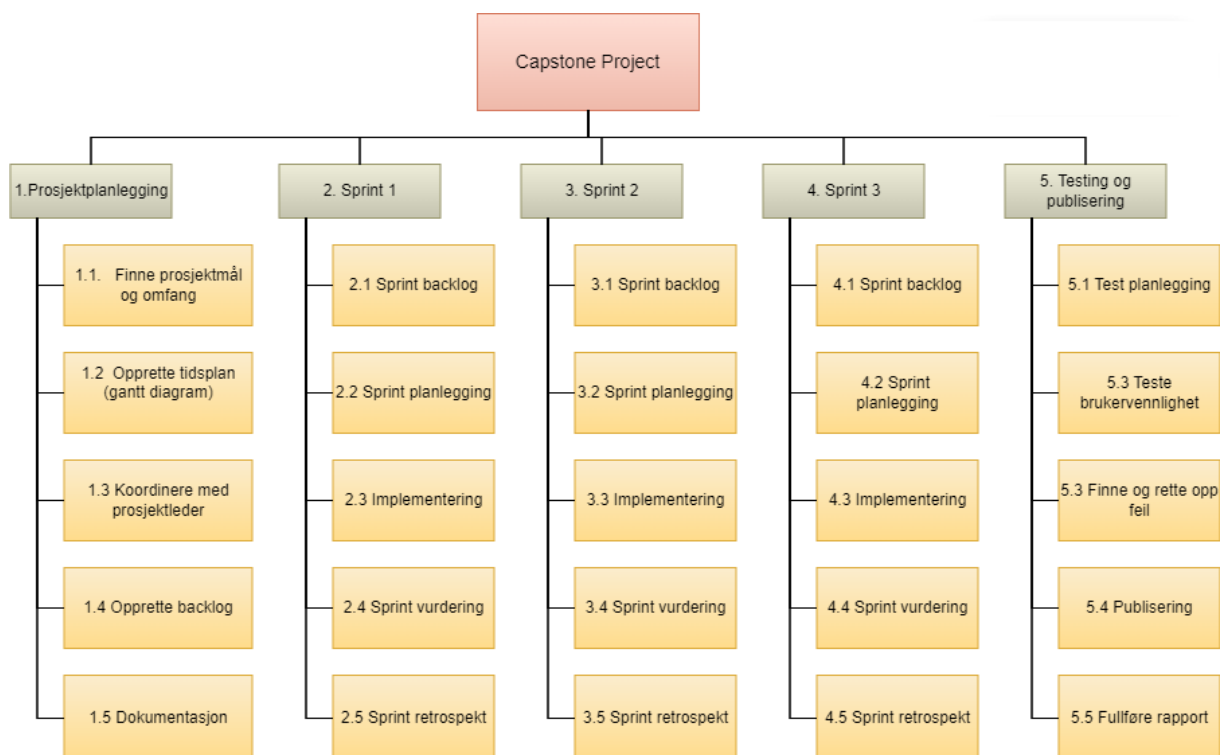 Capstone Project
1.Prosjektplanlegging
1.1. Finne prosjektmål
og omfang
1.2 Opprette tidsplan
(gantt diagram)
1.3 Koordinere med
prosjektleder
1.4 Opprette backlog
1.5 Dokumentasjon
2. Sprint 1
2.1 Sprint backlog
2.2 Sprint planlegging
2.3 Implementering
2.4 Sprint vurdering
2.5 Sprint retrospekt
3. Sprint 2
3.1 Sprint backlog
3.2 Sprint planlegging
3.3 Implementering
3.4 Sprint vurdering
3.5 Sprint retrospekt
4. Sprint 3
4.1 Sprint backlog
4.2 Sprint
planlegging
4.3 Implementering
4.4 Sprint vurdering
4.5 Sprint retrospekt
5. Testing og
publisering
5.1 Test planlegging
5.3 Teste
brukervennlighet
5.3 Finne og rette opp
feil
5.4 Publisering
5.5 Fullføre rapport